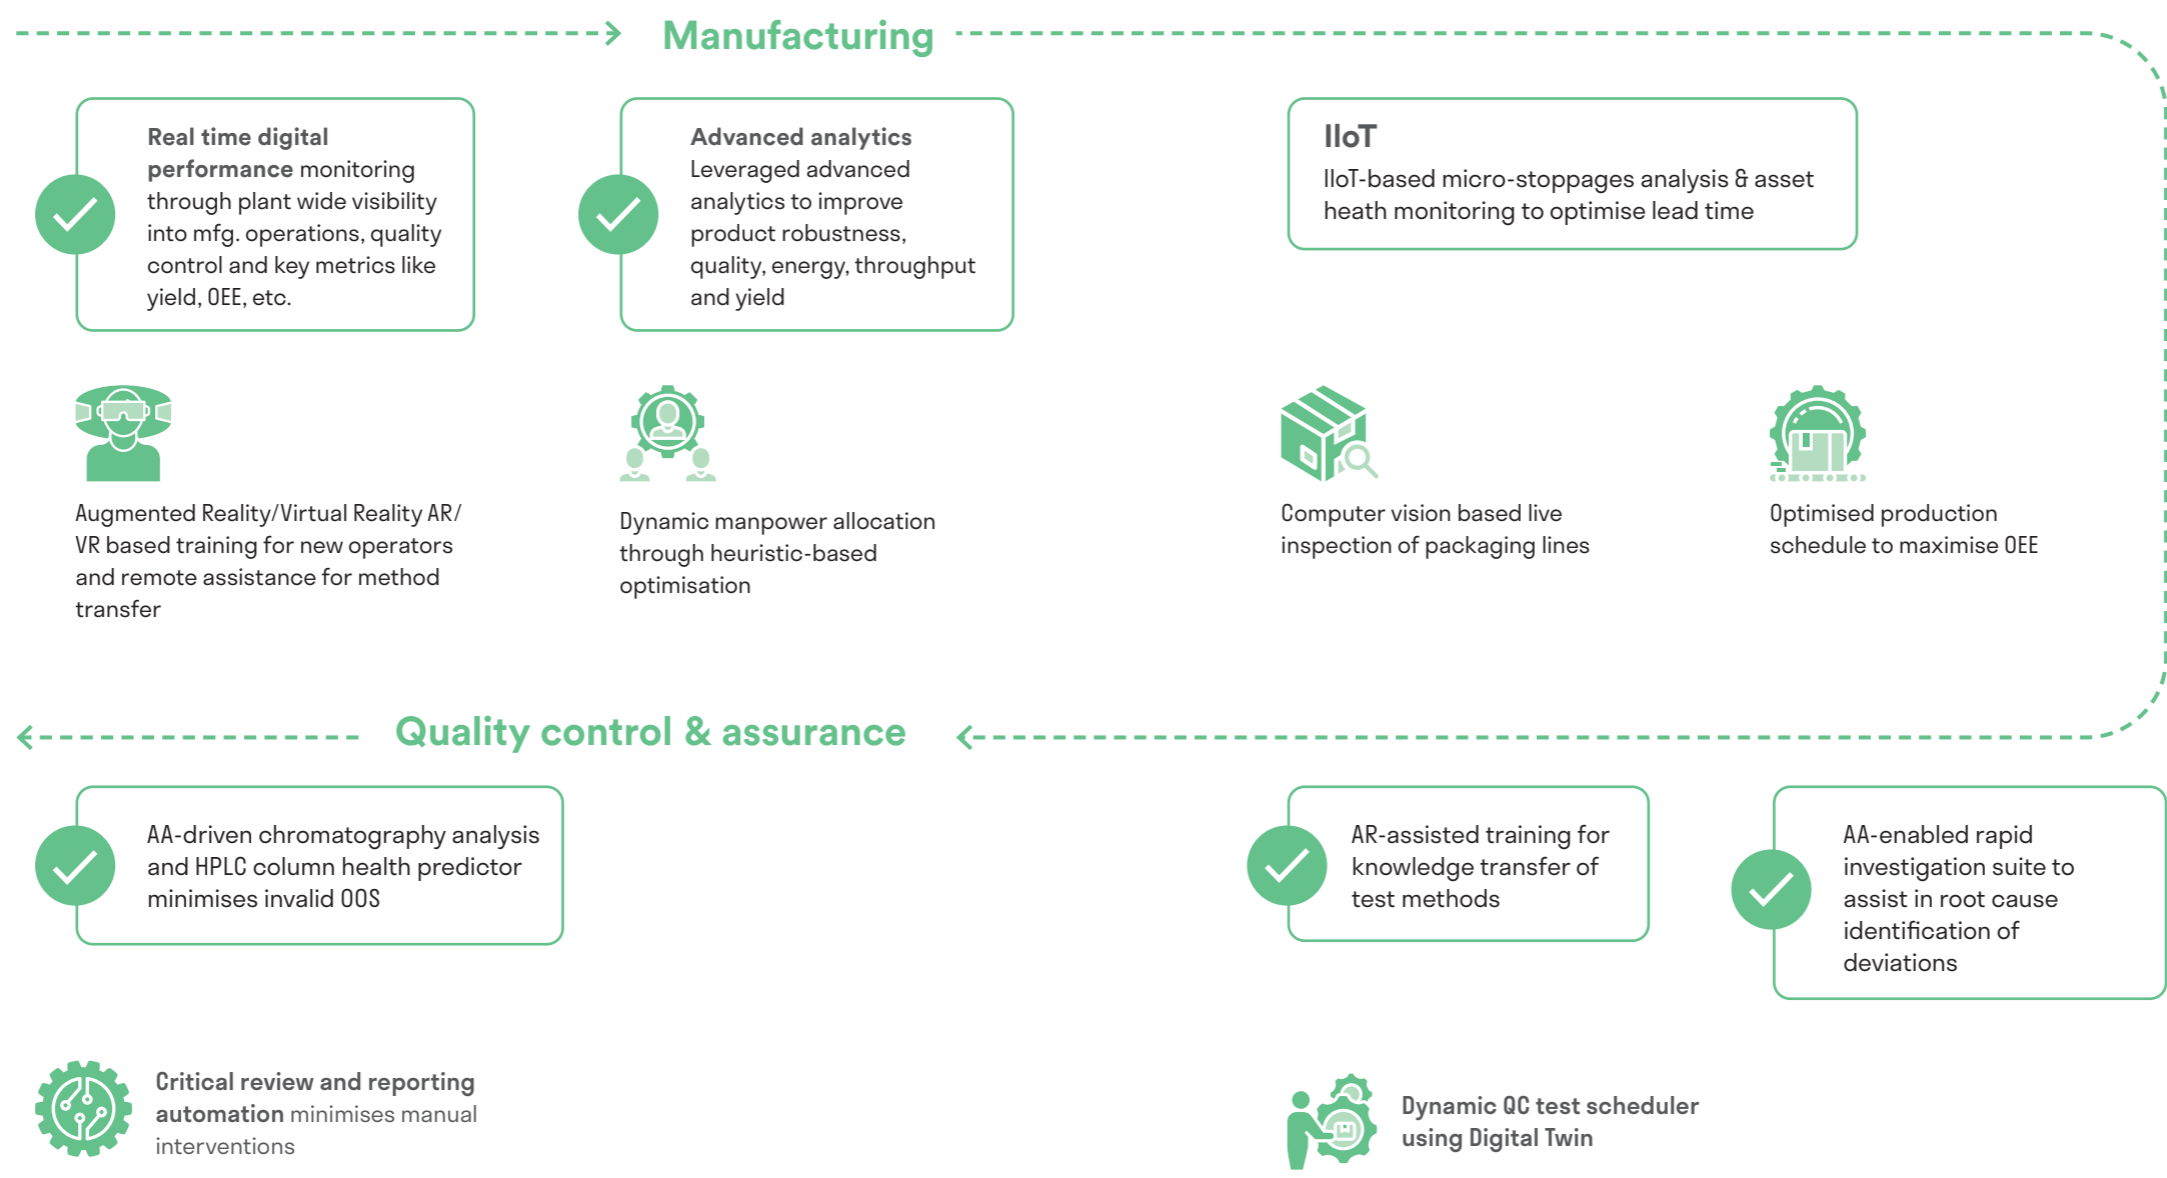 Manufacturing
Real time digital
performance monitoring
through plant wide visibility
into mfg. operations, quality
control and key metrics like
yield, OEE, etc.
Advanced analytics
Leveraged advanced
analytics to improve
product robustness,
quality, energy, throughput
and yield
IIoT
IIoT-based micro-stoppages analysis & asset
heath monitoring to optimise lead time
Augmented Reality/Virtual Reality AR/
VR based training for new operators
and remote assistance for method
transfer
Dynamic manpower allocation
through heuristic-based
optimisation
Computer vision based live
inspection of packaging lines
Optimised production
schedule to maximise OEE
Quality control & assurance
AA-driven chromatography analysis
and HPLC column health predictor
minimises invalid OOS
AR-assisted training for
knowledge transfer of
test methods
AA-enabled rapid
investigation suite to
assist in root cause
identification of
deviations
Critical review and reporting
automation minimises manual
interventions
Dynamic QC test scheduler
using Digital Twin